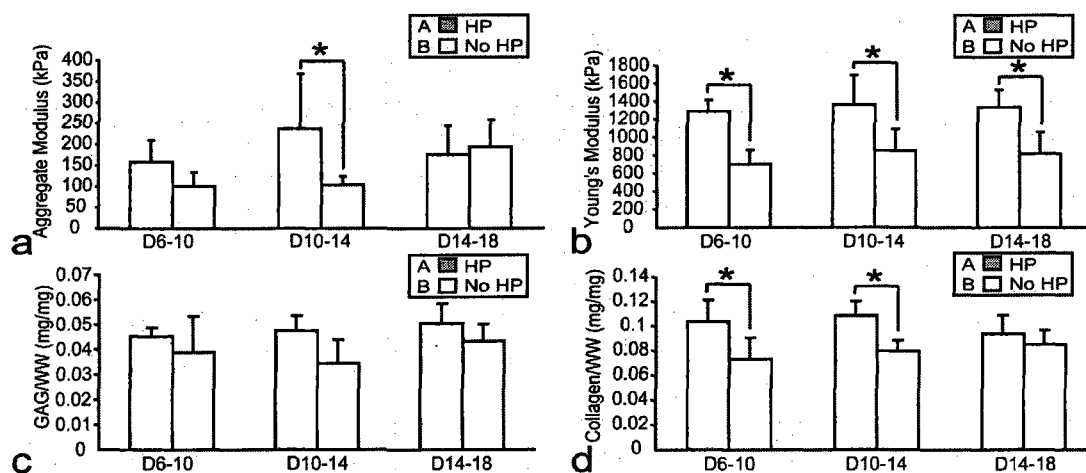 A HP
B No HP
Aggregate Modulus (kPa)
400
350
300
250
200
150
100
50
0
*
D6-10 D10-14 D14-18
a
A HP
B No HP
Young's Modulus (kPa)
1800
1600
1400
1200
1000
800
600
400
200
0
* * *
D6-10 D10-14 D14-18
b
A HP
B No HP
GAG/WW (mg/mg)
0.07
0.06
0.05
0.04
0.03
0.02
0.01
0
D6-10 D10-14 D14-18
c
A HP
B No HP
Collagen/WW (mg/mg)
0.14
0.12
0.1
0.08
0.06
0.04
0.02
0
* *
D6-10 D10-14 D14-18
d